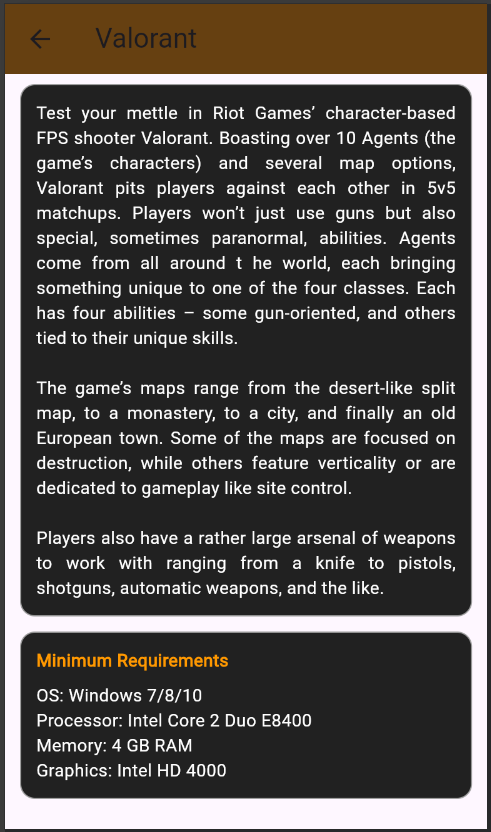 Valorant
Test your mettle in Riot Games’ character-based
FPS shooter Valorant. Boasting over 10 Agents (the
game’s characters) and several map options,
Valorant pits players against each other in 5v5
matchups. Players won’t just use guns but also
special, sometimes paranormal, abilities. Agents
come from all around t he world, each bringing
something unique to one of the four classes. Each
has four abilities – some gun-oriented, and others
tied to their unique skills.
The game’s maps range from the desert-like split
map, to a monastery, to a city, and finally an old
European town. Some of the maps are focused on
destruction, while others feature verticality or are
dedicated to gameplay like site control.
Players also have a rather large arsenal of weapons
to work with ranging from a knife to pistols,
shotguns, automatic weapons, and the like.
Minimum Requirements
OS: Windows 7/8/10
Processor: Intel Core 2 Duo E8400
Memory: 4 GB RAM
Graphics: Intel HD 4000